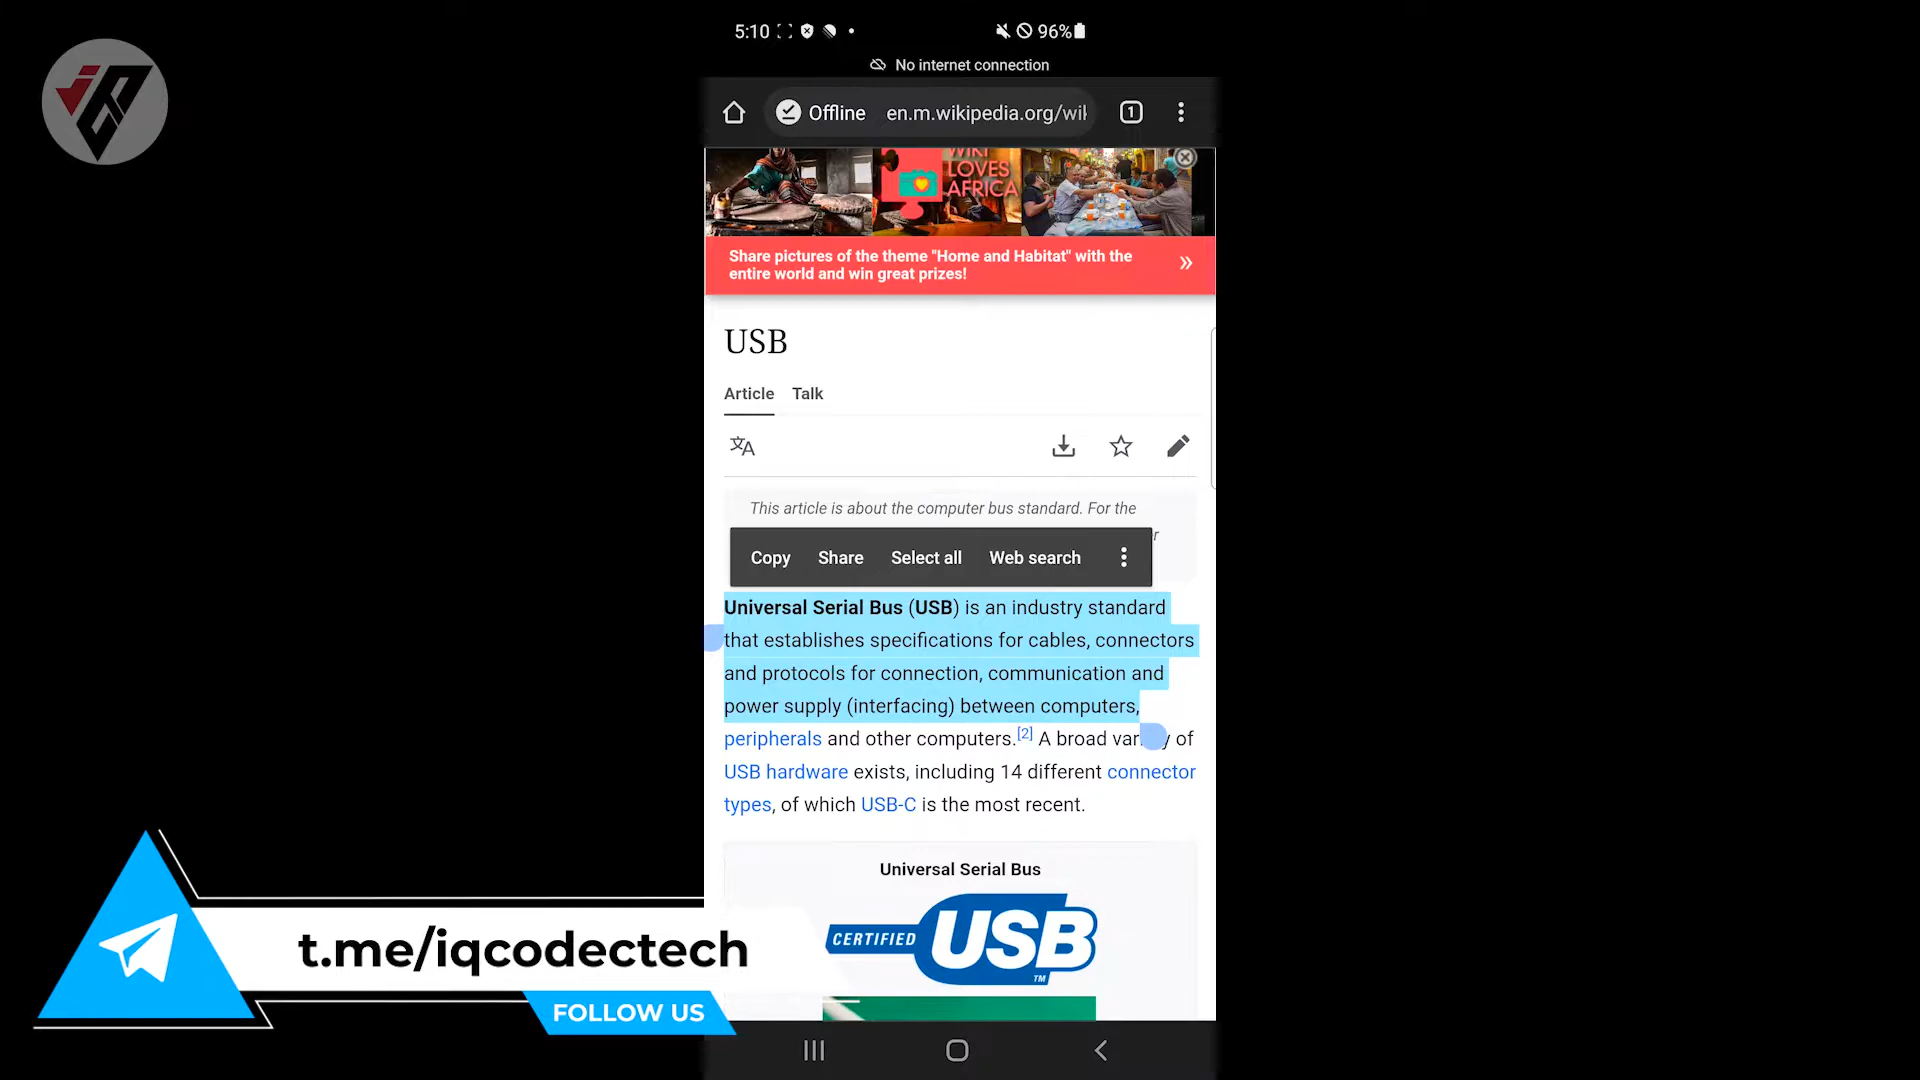 5:10
96%
No internet connection
Offline en.m.wikipedia.org/wil
1
WIKI
LOVES
AFRICA
Share pictures of the theme "Home and Habitat" with the
entire world and win great prizes!
USB
Article Talk
This article is about the computer bus standard. For the
r
Copy Share Select all Web search
Universal Serial Bus (USB) is an industry standard
that establishes specifications for cables, connectors
and protocols for connection, communication and
power supply (interfacing) between computers,
peripherals and other computers.[2] A broad var y of
USB hardware exists, including 14 different connector
types, of which USB-C is the most recent.
Universal Serial Bus
CERTIFIED USB
TM
t.me/iqcodectech
FOLLOW US